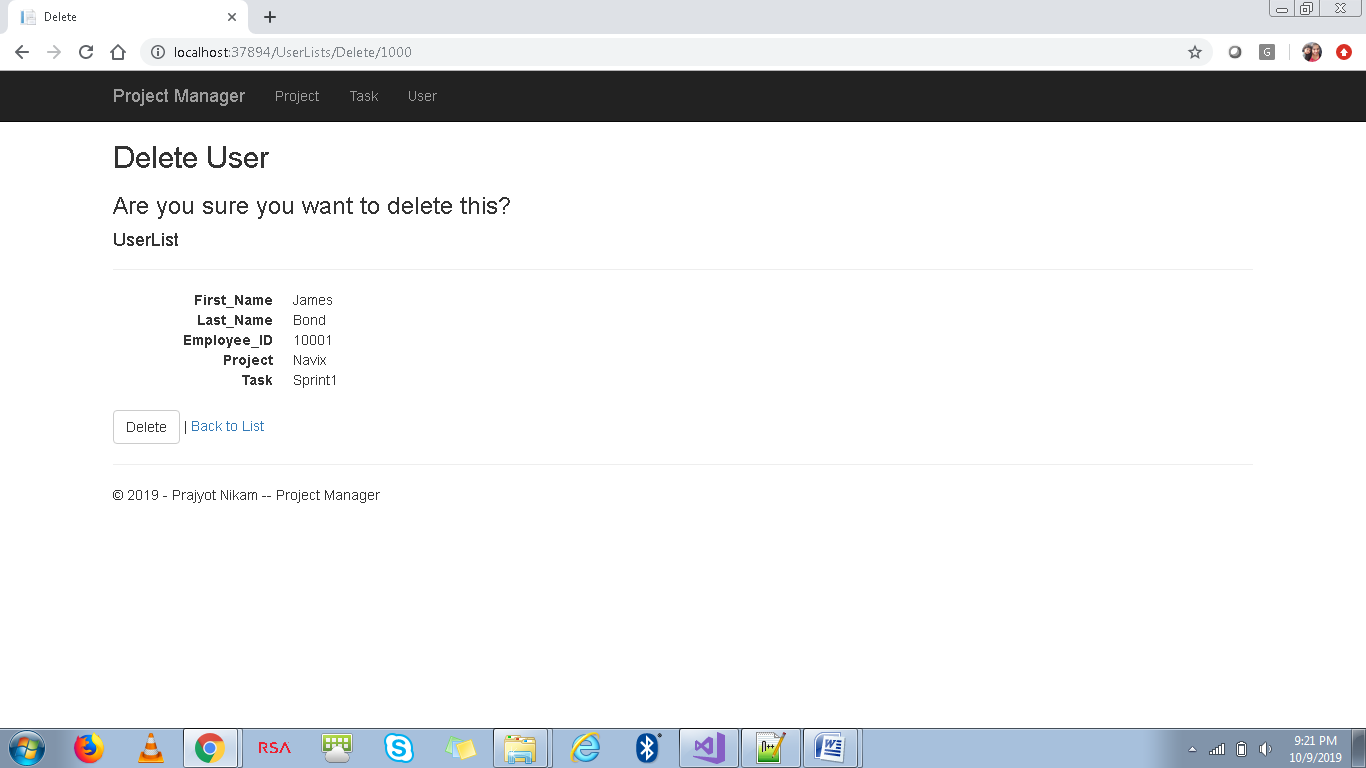 Delete
localhost:37894/UserLists/Delete/1000
G
Project Manager Project Task User
Delete User
Are you sure you want to delete this?
UserList
First_Name James
Last_Name Bond
Employee_ID 10001
Project Navix
Task Sprint1
Delete | Back to List
© 2019 - Prajyot Nikam -- Project Manager
RSA
9:21 PM
10/9/2019